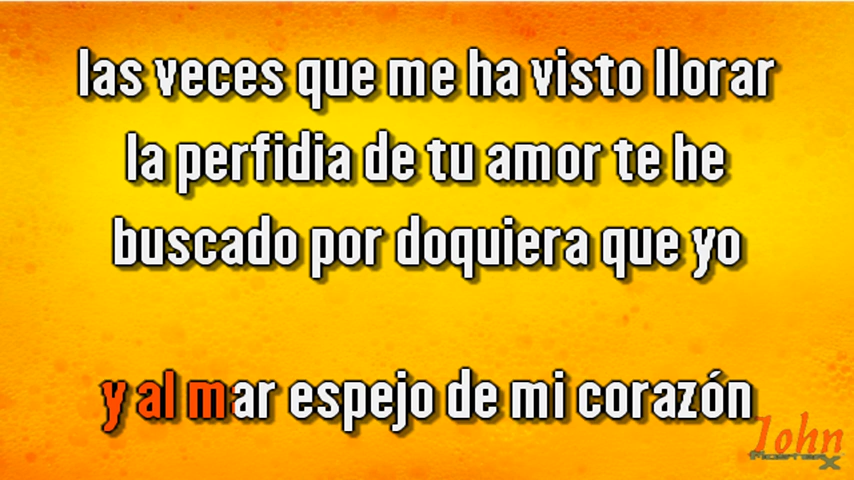 las veces que me ha visto llorar
la perfidia de tu amor te he
buscado por doquiera que yo
y al mar espejo de mi corazón
John